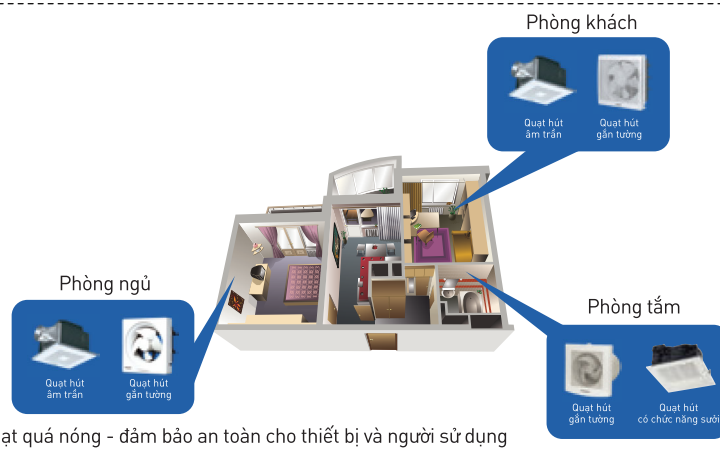 Phòng khách
Quạt hút
âm trần
Quạt hút
gắn tường
Phòng ngủ
Quạt hút
âm trần
Quạt hút
gắn tường
Phòng tắm
Quạt hút
gắn tường
Quạt hút
có chức năng sưởi
quá nóng - đảm bảo an toàn cho thiết bị và người sử dụng